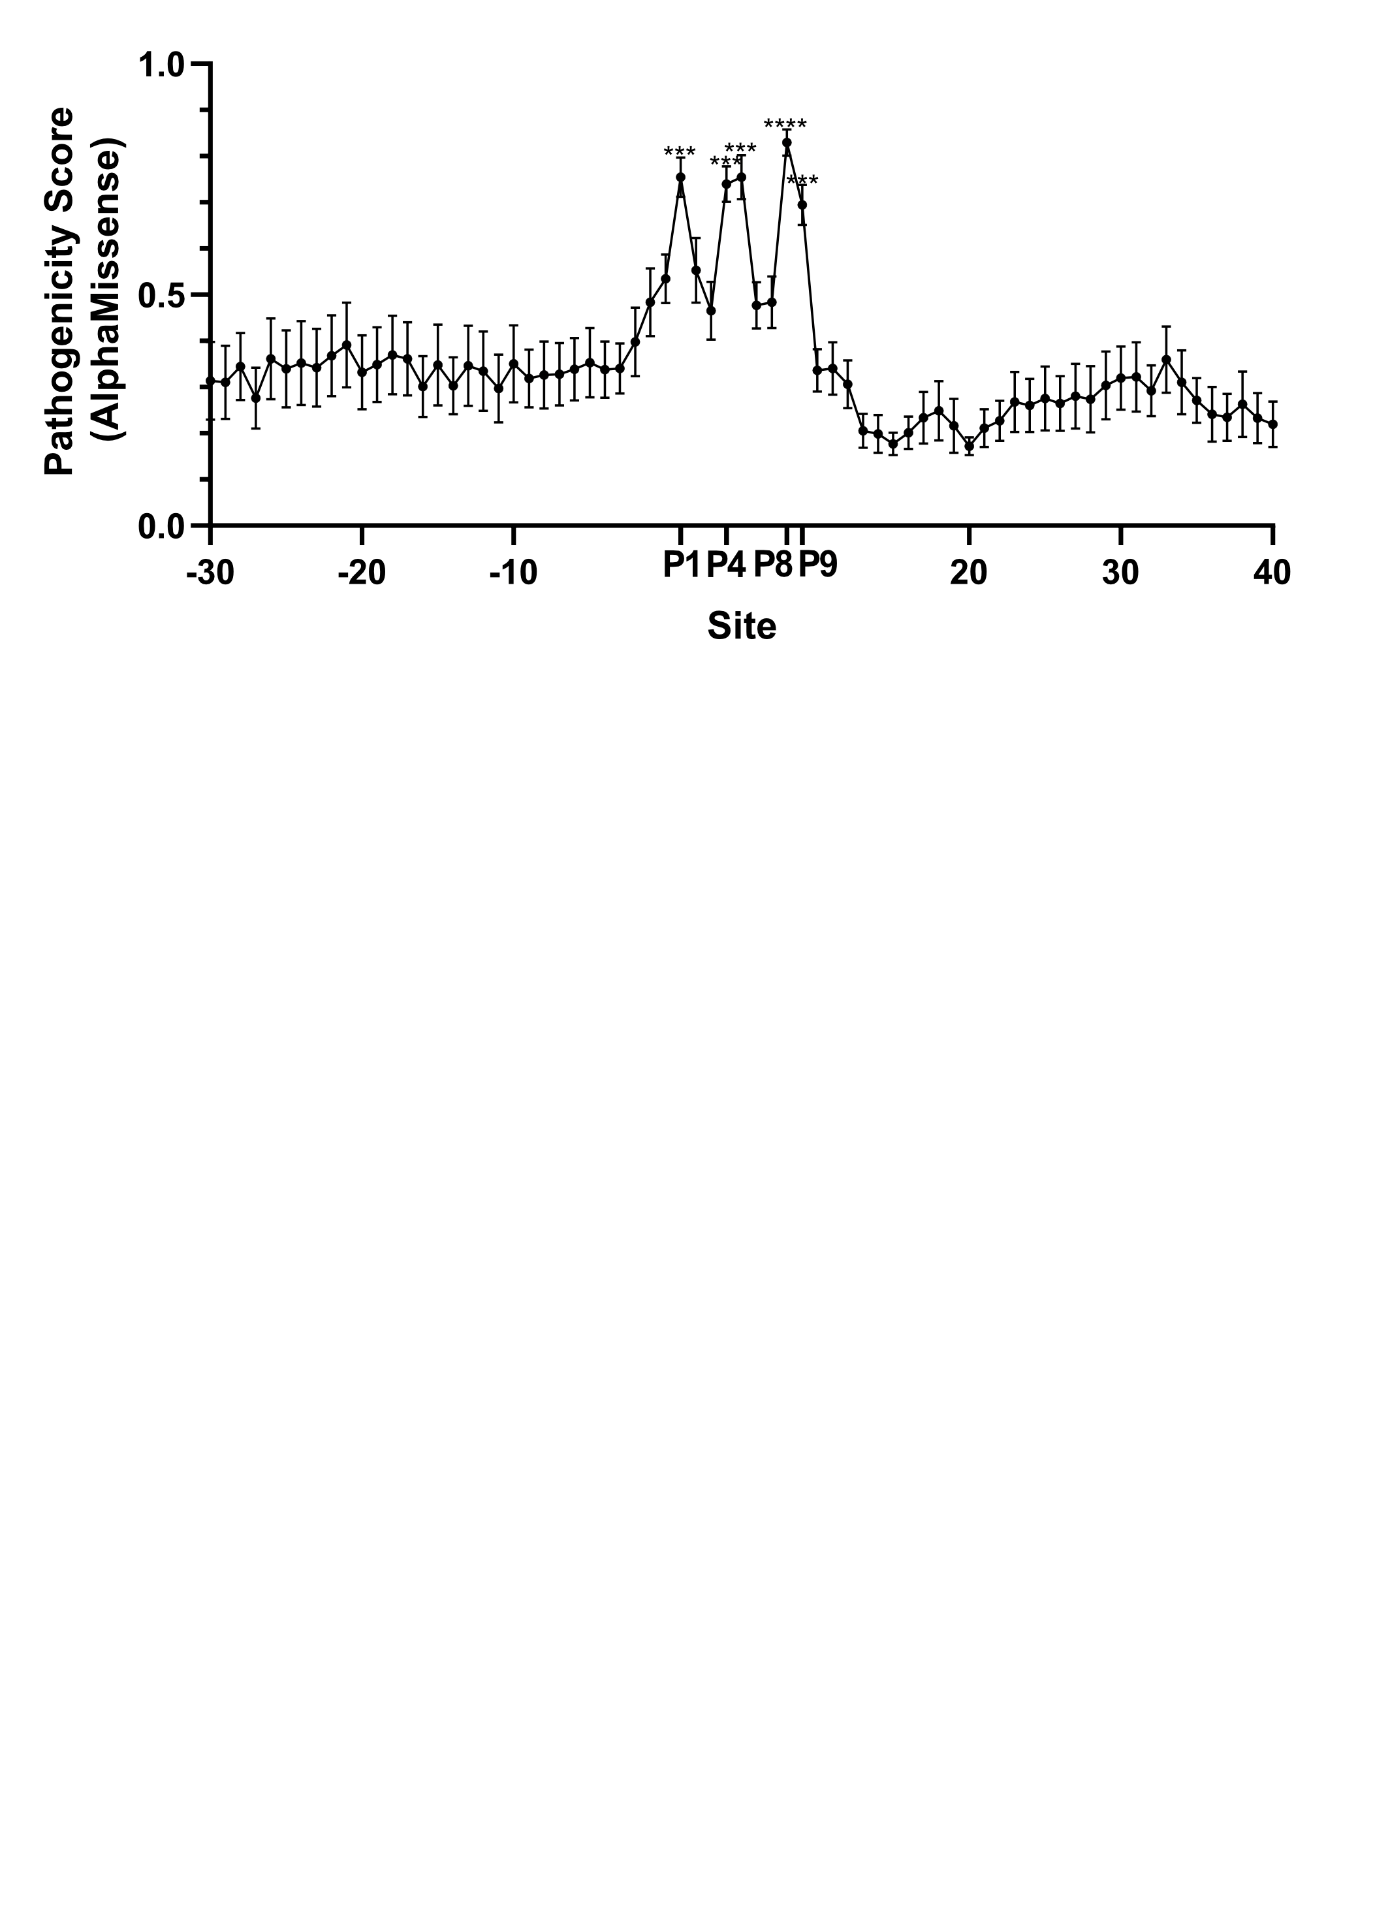 Pathogenicity Score
(AlphaMissense)
1.0
0.5
0.0
****
***
***
***
***
-30
-20
-10
P1
P4
P8
P9
20
30
40
Site